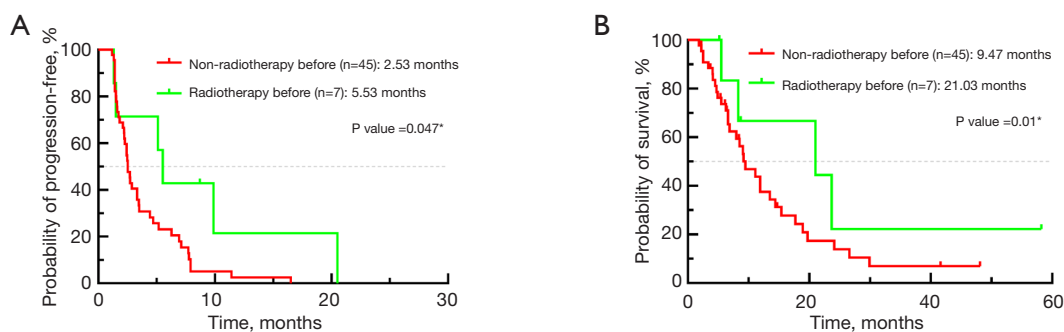 A
Probability of progression-free, %
100
80
60
40
20
0
Non-radiotherapy before (n=45): 2.53 months
Radiotherapy before (n=7): 5.53 months
P value =0.047*
0
10
20
30
Time, months
B
Probability of survival, %
100
80
60
40
20
0
Non-radiotherapy before (n=45): 9.47 months
Radiotherapy before (n=7): 21.03 months
P value =0.01*
0
20
40
60
Time, months